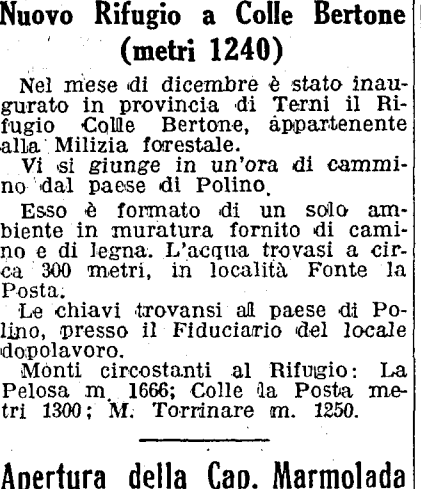 Nuovo Rifugio a Colle Bertone
(metri 1240)
Nel mese di dicembre è stato inau-
gurato in provincia di Terni il Ri-
fugio Colle Bertone, appartenente
alla Milizia forestale.
Vi si giunge in un'ora di cammi-
no dal paese di Polino.
Esso è formato di un solo am-
biente in muratura fornito di cami-
no e di legna. L'acqua trovasi a cir-
ca 300 metri, in località Fonte la
Posta.
Le chiavi trovansi al paese di Po-
lino, presso il Fiduciario del locale
dopolavoro.
Monti circostanti al Rifugio: La
Pelosa m. 1666; Colle la Posta me-
tri 1300; M. Torrinare m. 1250.
Apertura della Cap. Marmolada